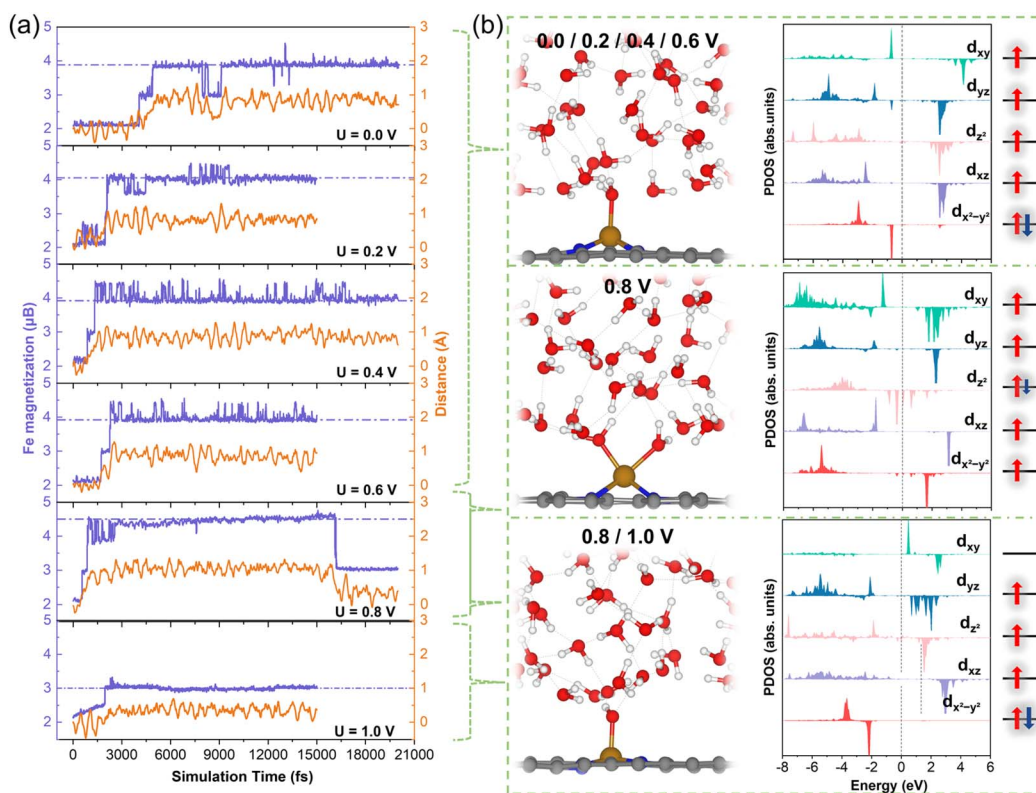 (a)
5
4
3
2
3
2
1
0
U = 0.0 V
5
4
3
2
3
2
1
0
U = 0.2 V
5
4
3
2
3
2
1
0
U = 0.4 V
5
4
3
2
3
2
1
0
U = 0.6 V
5
4
3
2
3
2
1
0
U = 0.8 V
5
4
3
2
3
2
1
0
U = 1.0 V
Fe magnetization (μB)
Distance (Å)
0 3000 6000 9000 12000 15000 18000 21000
Simulation Time (fs)
(b)
0.0 / 0.2 / 0.4 / 0.6 V
PDOS (abs.units)
dxy
dyz
dz²
dxz
dx²−y²
0.8 V
PDOS (abs. units)
dxy
dyz
dz²
dxz
dx²−y²
0.8 / 1.0 V
PDOS (abs. units)
dxy
dyz
dz²
dxz
dx²−y²
-8 -6 -4 -2 0 2 4 6
Energy (eV)